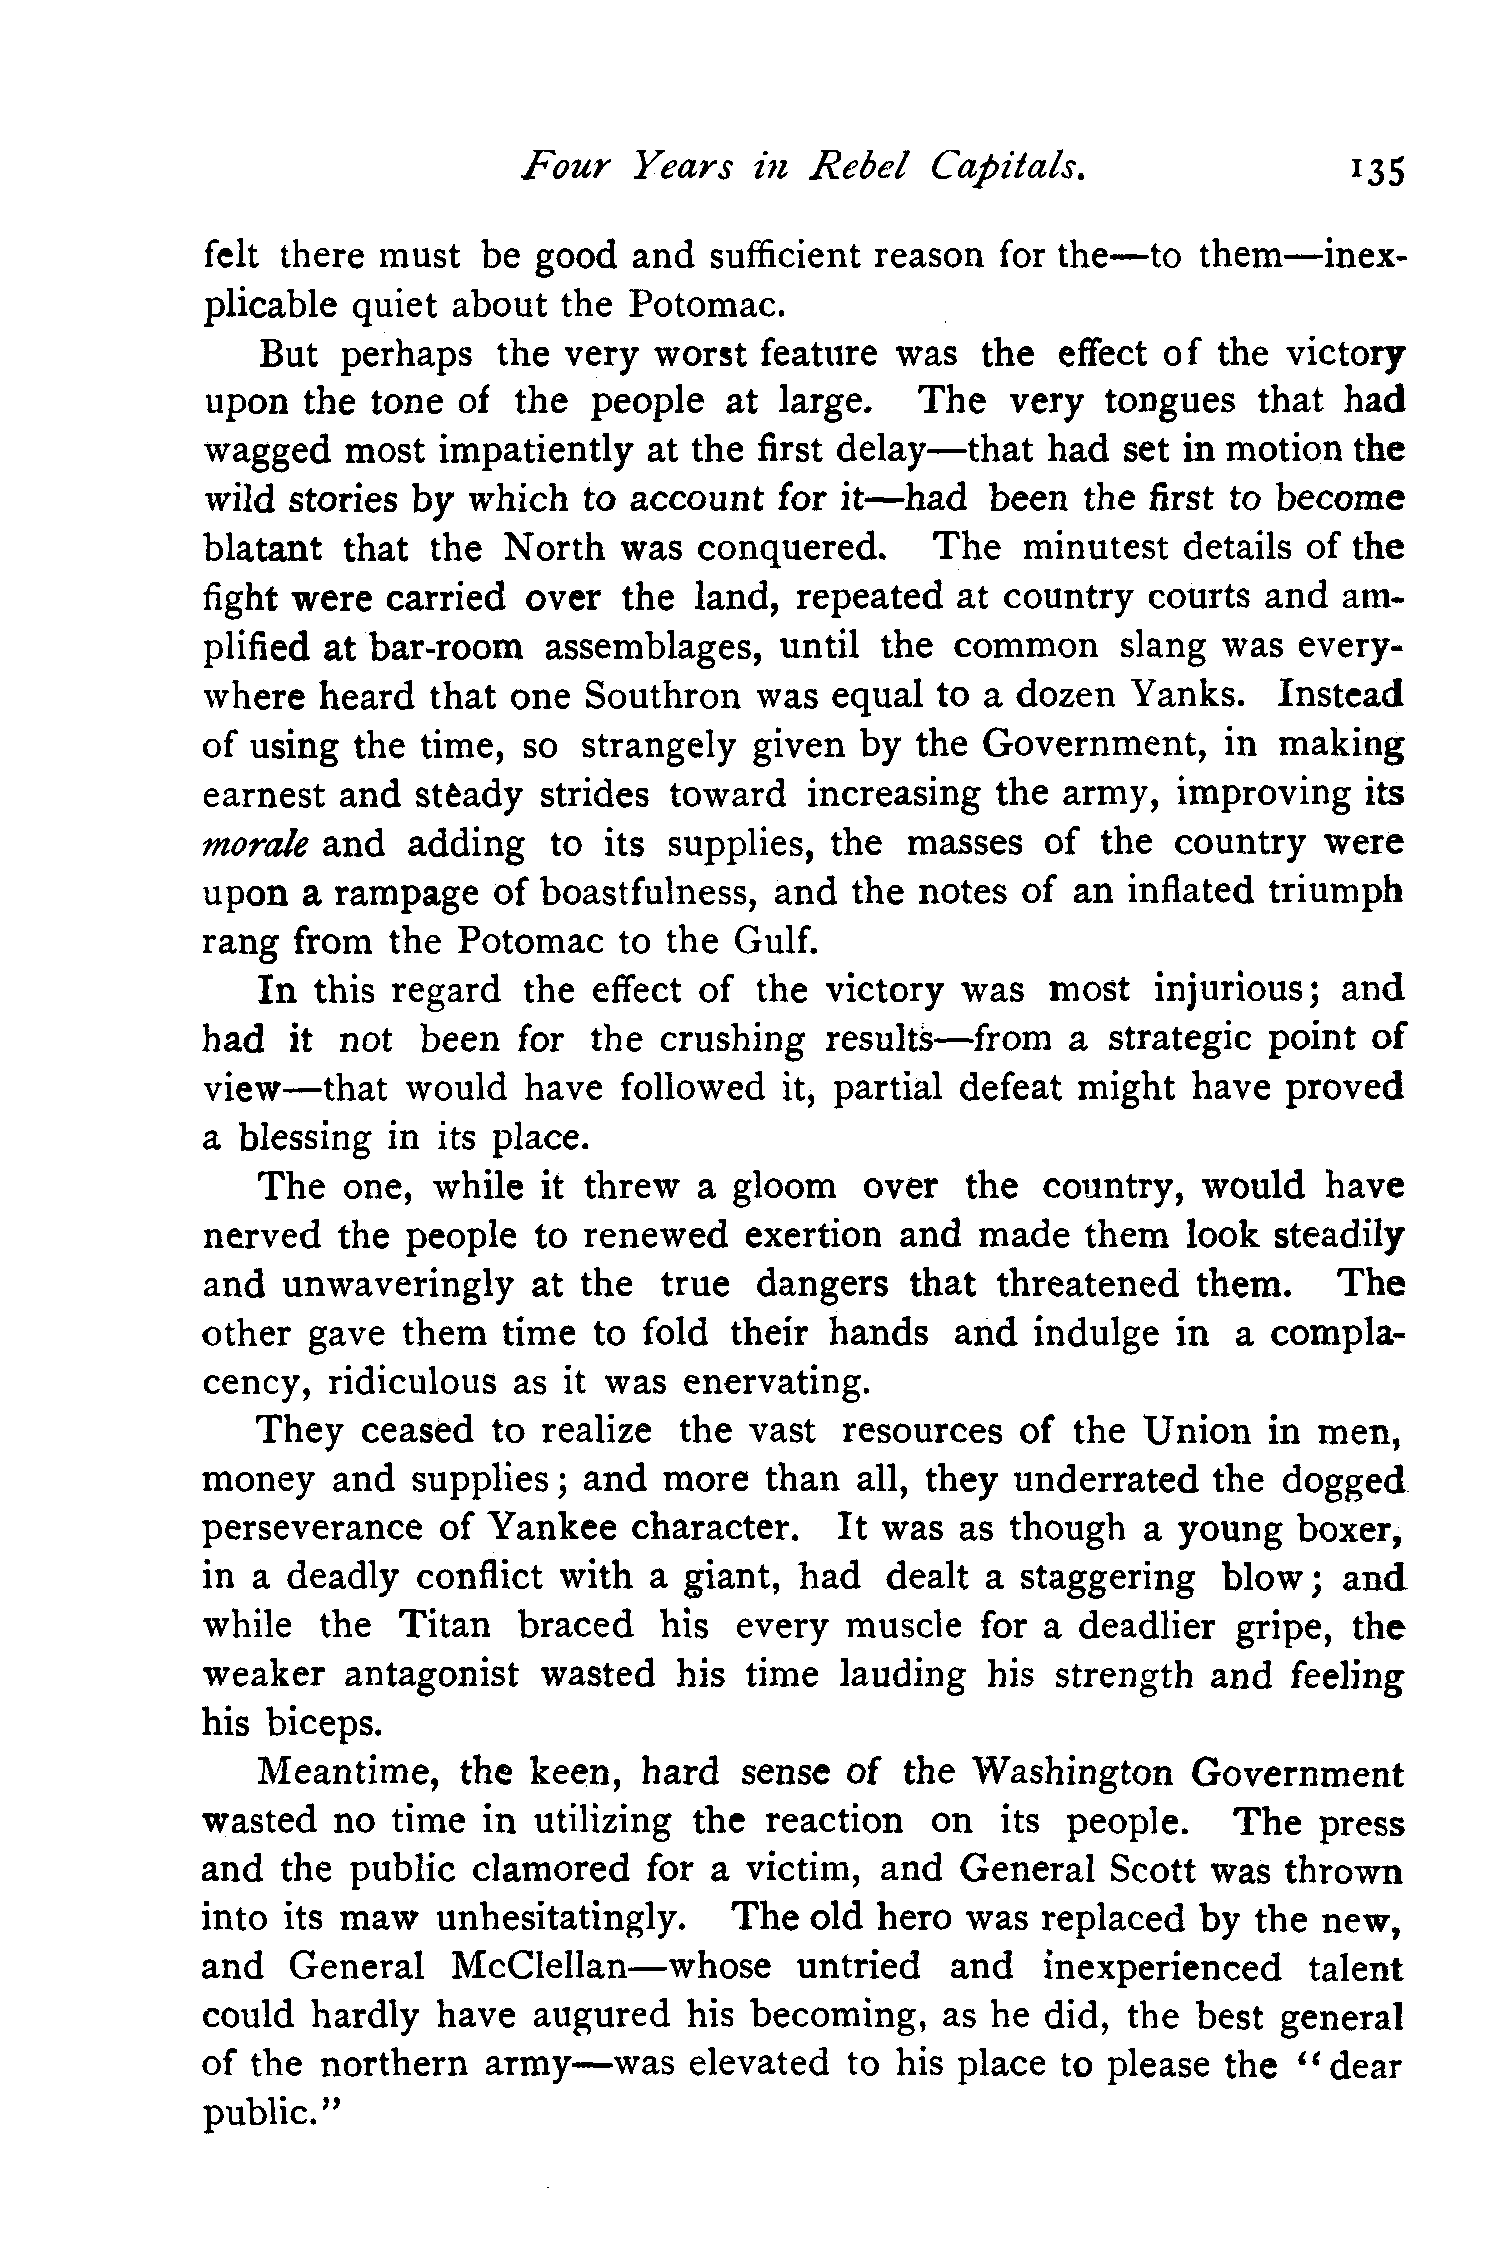 Four Years in Rebel Capitals. 135
felt there must be good and sufficient reason for the—to them—inex-
plicable quiet about the Potomac.
But perhaps the very worst feature was the effect of the victory
upon the tone of the people at large. The very tongues that had
wagged most impatiently at the first delay—that had set in motion the
wild stories by which to account for it—had been the first to become
blatant that the North was conquered. The minutest details of the
fight were carried over the land, repeated at country courts and am-
plified at bar-room assemblages, until the common slang was every-
where heard that one Southron was equal to a dozen Yanks. Instead
of using the time, so strangely given by the Government, in making
earnest and steady strides toward increasing the army, improving its
morale and adding to its supplies, the masses of the country were
upon a rampage of boastfulness, and the notes of an inflated triumph
rang from the Potomac to the Gulf.
In this regard the effect of the victory was most injurious; and
had it not been for the crushing results—from a strategic point of
view—that would have followed it, partial defeat might have proved
a blessing in its place.
The one, while it threw a gloom over the country, would have
nerved the people to renewed exertion and made them look steadily
and unwaveringly at the true dangers that threatened them. The
other gave them time to fold their hands and indulge in a compla-
cency, ridiculous as it was enervating.
They ceased to realize the vast resources of the Union in men,
money and supplies; and more than all, they underrated the dogged
perseverance of Yankee character. It was as though a young boxer,
in a deadly conflict with a giant, had dealt a staggering blow; and
while the Titan braced his every muscle for a deadlier gripe, the
weaker antagonist wasted his time lauding his strength and feeling
his biceps.
Meantime, the keen, hard sense of the Washington Government
wasted no time in utilizing the reaction on its people. The press
and the public clamored for a victim, and General Scott was thrown
into its maw unhesitatingly. The old hero was replaced by the new,
and General McClellan—whose untried and inexperienced talent
could hardly have augured his becoming, as he did, the best general
of the northern army—was elevated to his place to please the "dear
public."